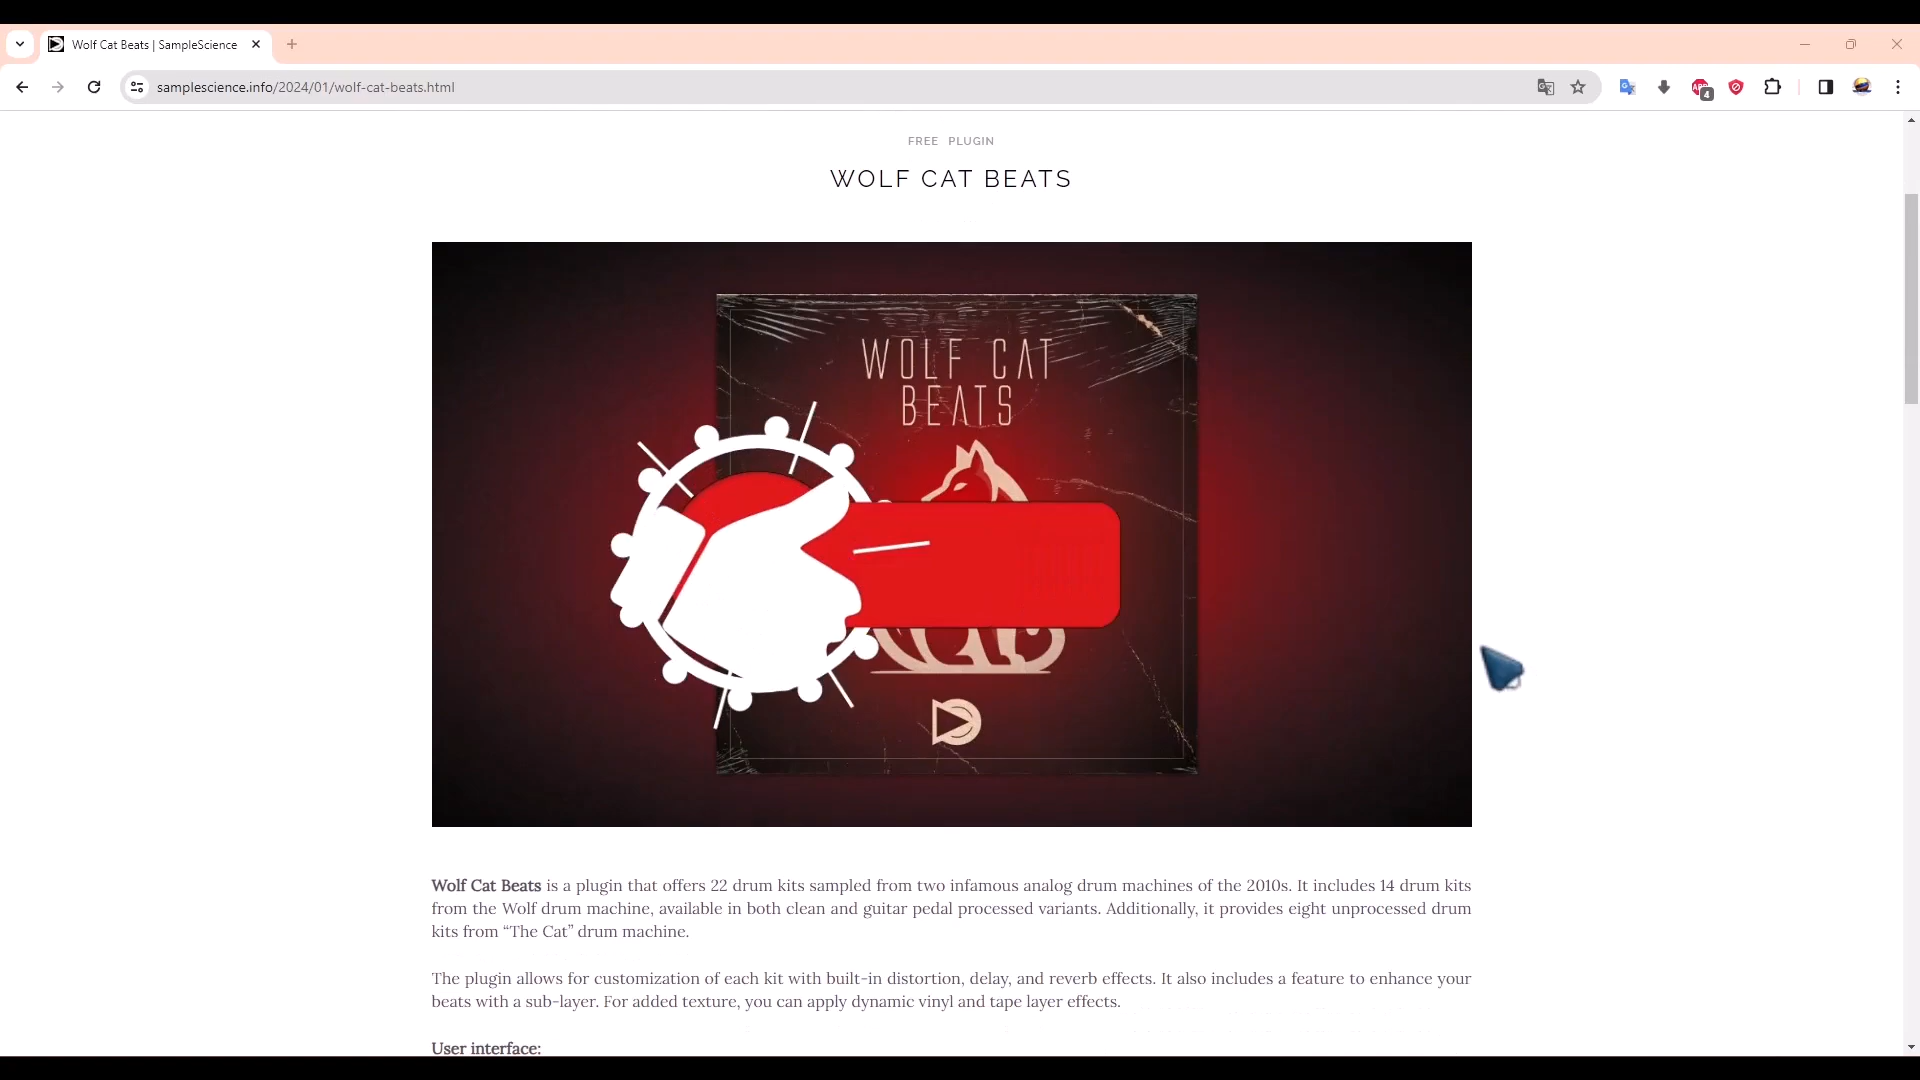 Wolf Cat Beats | SampleScience
samplescience.info/2024/01/wolf-cat-beats.html
4
FREE PLUGIN
WOLF CAT BEATS
WOLF CAT
BEATS
Wolf Cat Beats is a plugin that offers 22 drum kits sampled from two infamous analog drum machines of the 2010s. It includes 14 drum kits
from the Wolf drum machine, available in both clean and guitar pedal processed variants. Additionally, it provides eight unprocessed drum
kits from “The Cat” drum machine.
The plugin allows for customization of each kit with built-in distortion, delay, and reverb effects. It also includes a feature to enhance your
beats with a sub-layer. For added texture, you can apply dynamic vinyl and tape layer effects.
User interface: